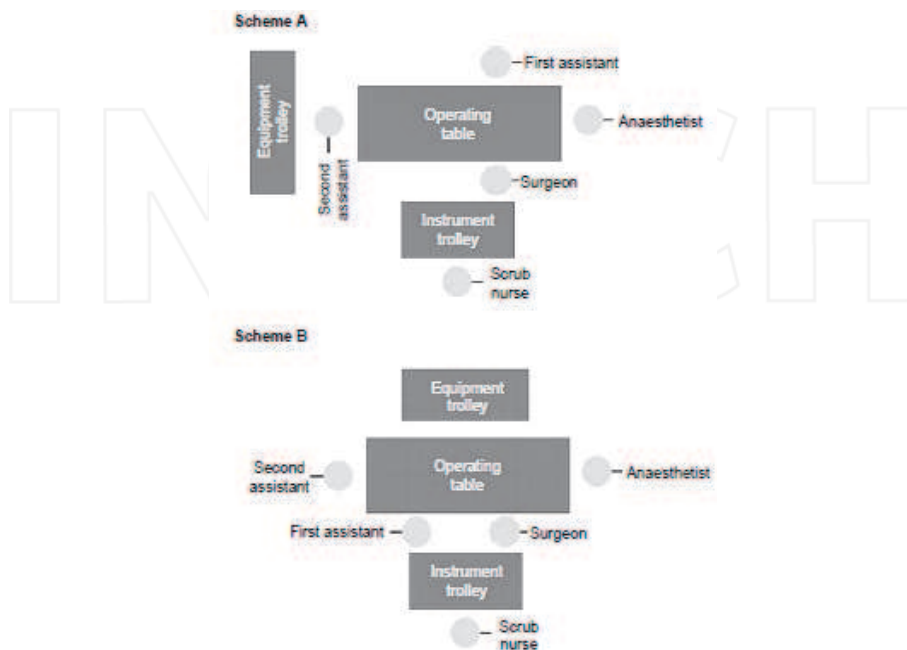 Scheme A
First assistant
Equipment
trolley
Operating
table
Anaesthetist
Second
assistant
Surgeon
Instrument
trolley
Scrub
nurse
Scheme B
Equipment
trolley
Second
assistant
Operating
table
Anaesthetist
First assistant
Surgeon
Instrument
trolley
Scrub
nurse